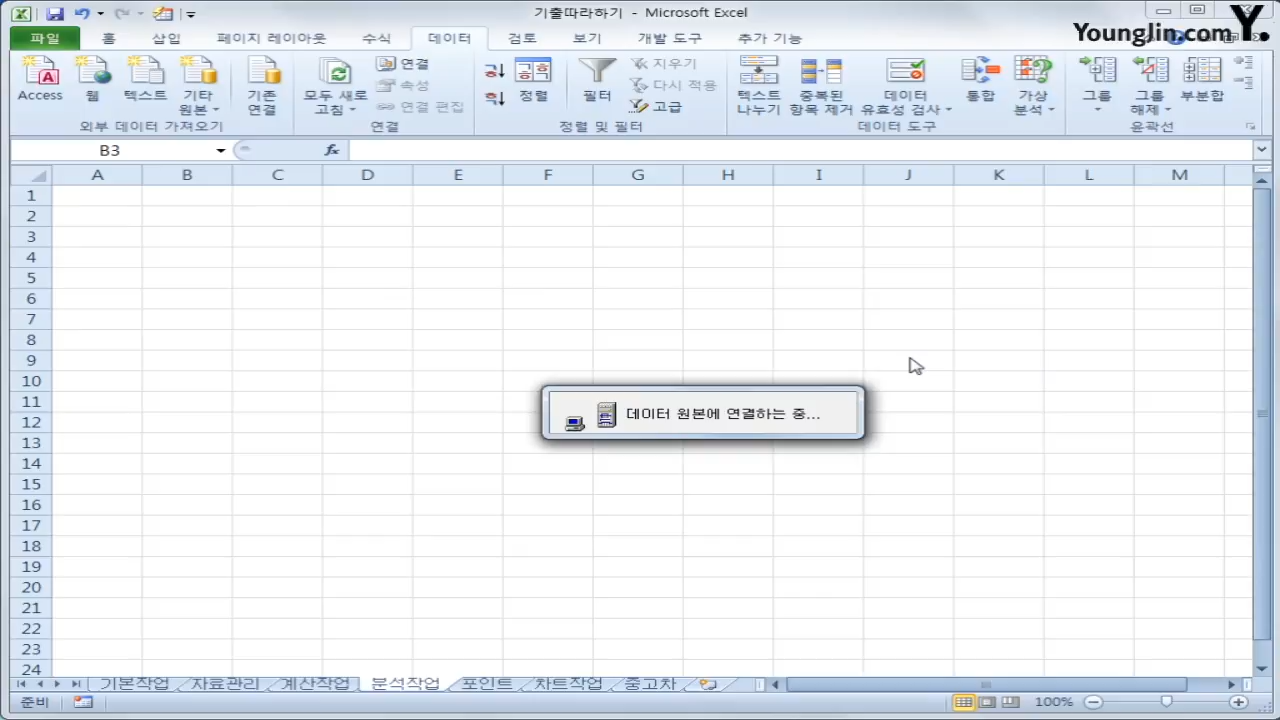 기출따라하기 - Microsoft Excel
YoungJin.com Y.
파일 홈 삽입 페이지 레이아웃 수식 데이터 검토 보기 개발 도구 추가 기능
Access 웹 텍스트 기타 원본 기존 연결 모두 새로 고침 연결 속성 연결 편집 정렬 필터 지우기 다시 적용 고급 텍스트 나누기 중복된 항목 제거 데이터 유효성 검사 통합 가상 분석 그룹 그룹 해제 부분합
외부 데이터 가져오기 연결 정렬 및 필터 데이터 도구 윤곽선
B3 fx
A B C D E F G H I J K L M
1
2
3
4
5
6
7
8
9
10
11
데이터 원본에 연결하는 중...
12
13
14
15
16
17
18
19
20
21
22
23
24
기본작업 자료관리 계산작업 분석작업 포인트 차트작업 중고차
준비 100%